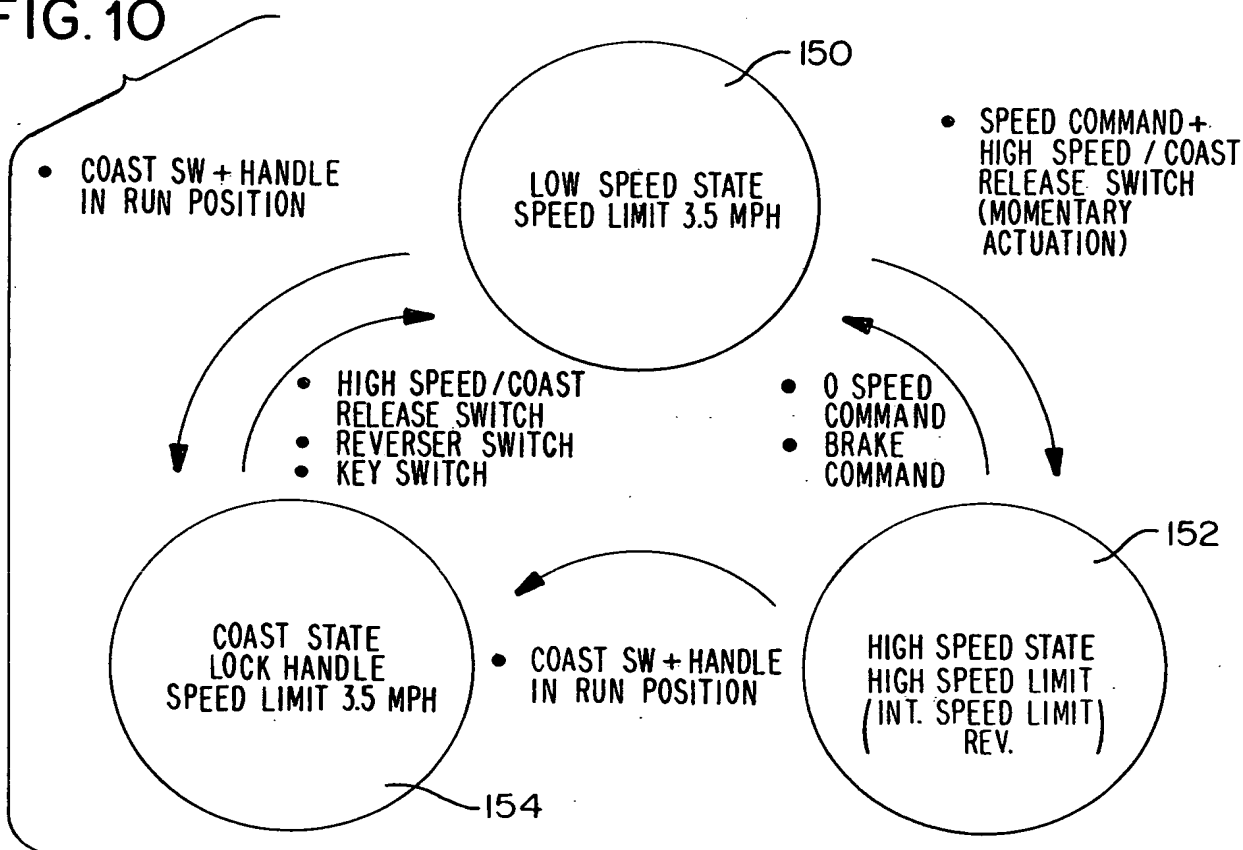 FIG. 10
150
• COAST SW + HANDLE
IN RUN POSITION
• SPEED COMMAND +
HIGH SPEED / COAST
RELEASE SWITCH
(MOMENTARY
ACTUATION)
LOW SPEED STATE
SPEED LIMIT 3.5 MPH
• HIGH SPEED / COAST
RELEASE SWITCH
• REVERSER SWITCH
• KEY SWITCH
• 0 SPEED
COMMAND
• BRAKE
COMMAND
152
COAST STATE
LOCK HANDLE
SPEED LIMIT 3.5 MPH
• COAST SW + HANDLE
IN RUN POSITION
HIGH SPEED STATE
HIGH SPEED LIMIT
(INT. SPEED LIMIT)
REV.
154